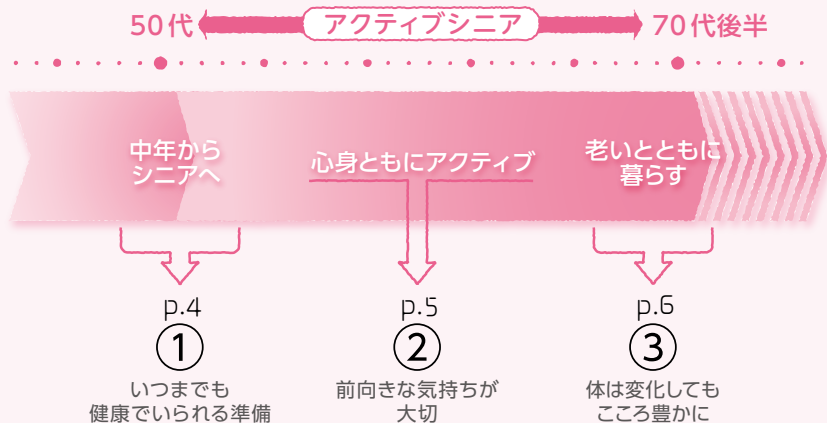 50代 アクティブシニア 70代後半
中年から
シニアへ
心身ともにアクティブ
老いとともに
暮らす
p.4
①
いつまでも
健康でいられる準備
p.5
②
前向きな気持ちが
大切
p.6
③
体は変化しても
こころ豊かに